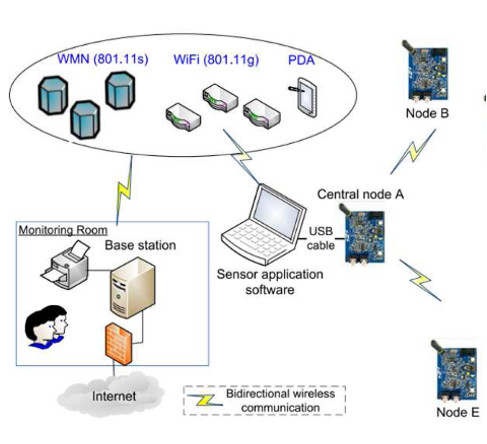 WMN (801.11s)
WiFi (801.11g)
PDA
Node B
Central node A
Monitoring Room
Base station
USB
cable
Sensor application
software
Internet
Bidirectional wireless
communication
Node E